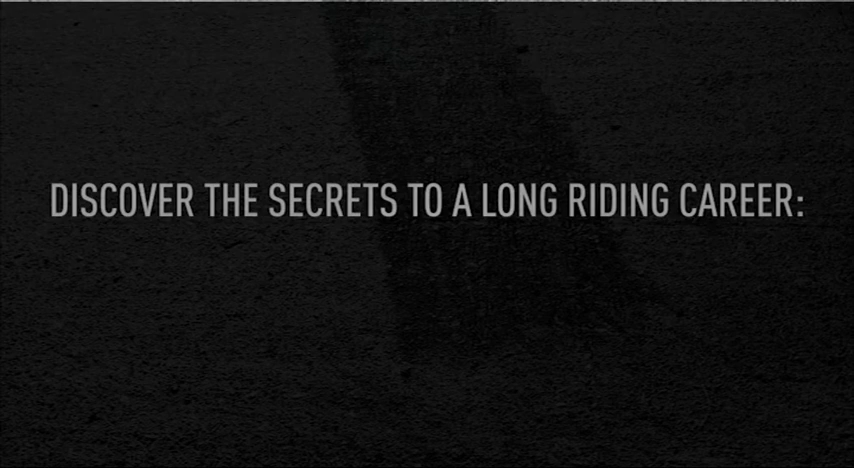 DISCOVER THE SECRETS TO A LONG RIDING CAREER: